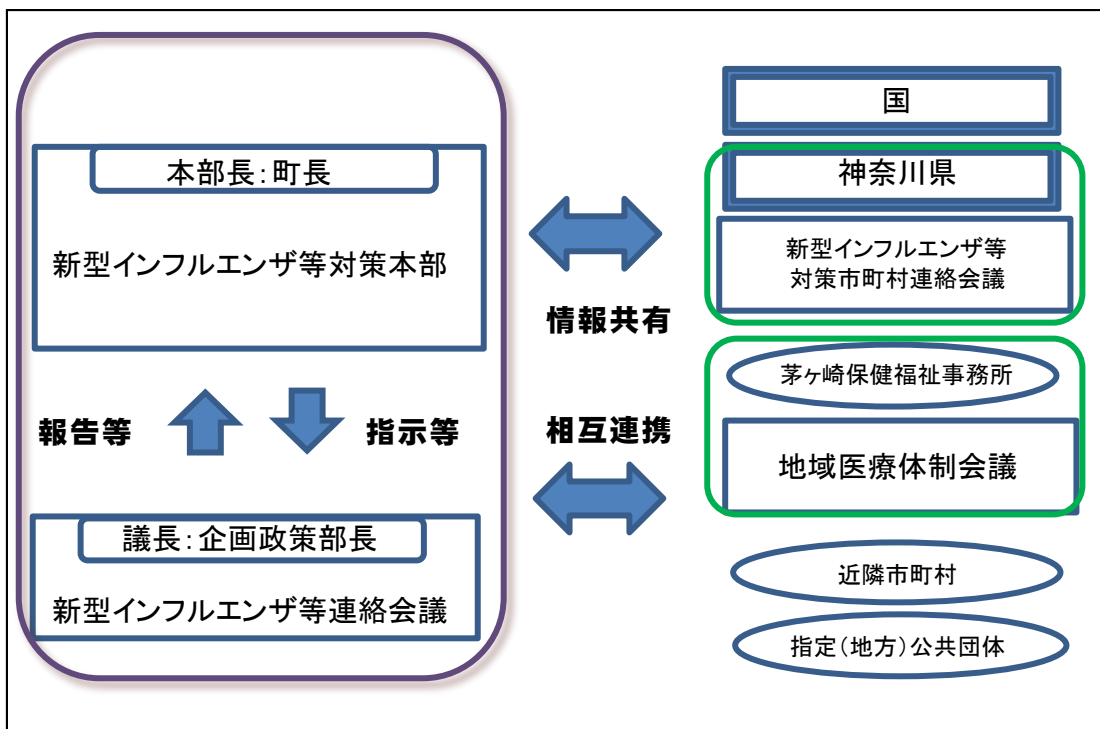 本部長：町長
新型インフルエンザ等対策本部
報告等
指示等
議長：企画政策部長
新型インフルエンザ等連絡会議
情報共有
相互連携
国
神奈川県
新型インフルエンザ等
対策市町村連絡会議
茅ヶ崎保健福祉事務所
地域医療体制会議
近隣市町村
指定（地方）公共団体